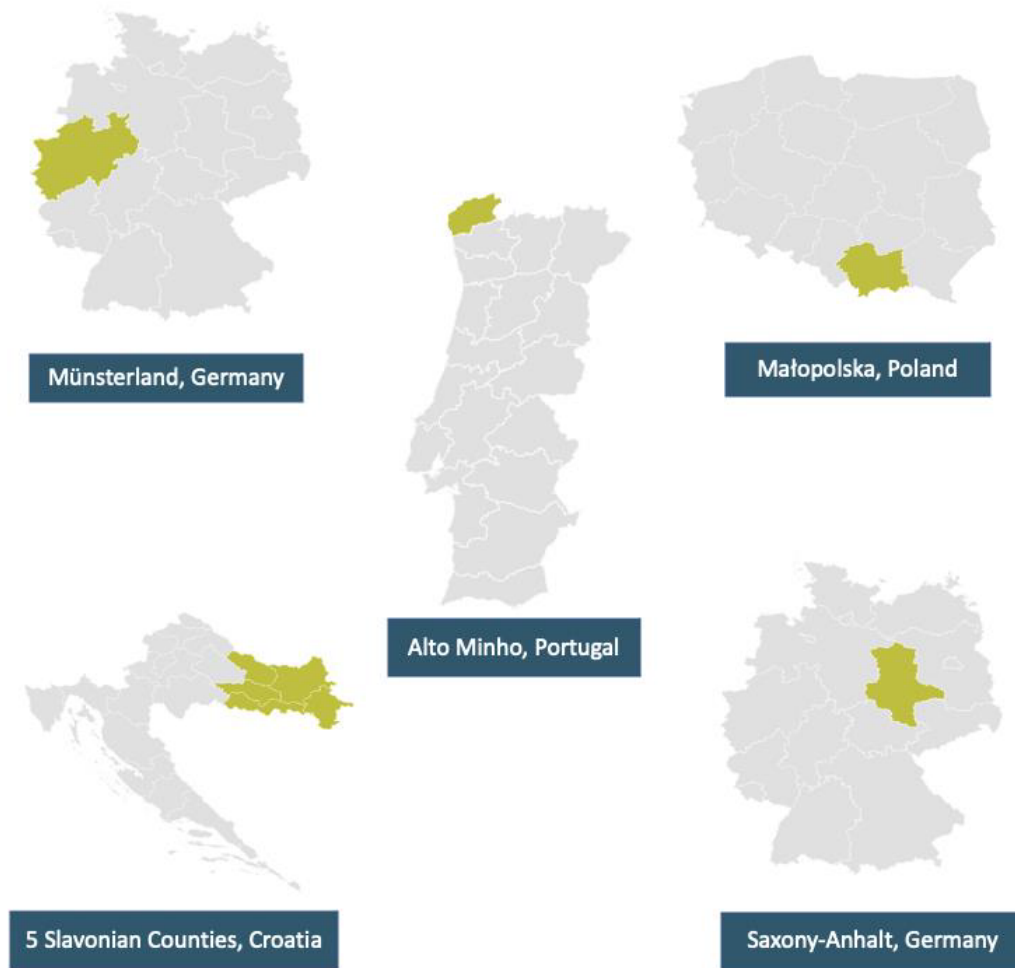 Münsterland, Germany
Małopolska, Poland
Alto Minho, Portugal
5 Slavonian Counties, Croatia
Saxony-Anhalt, Germany